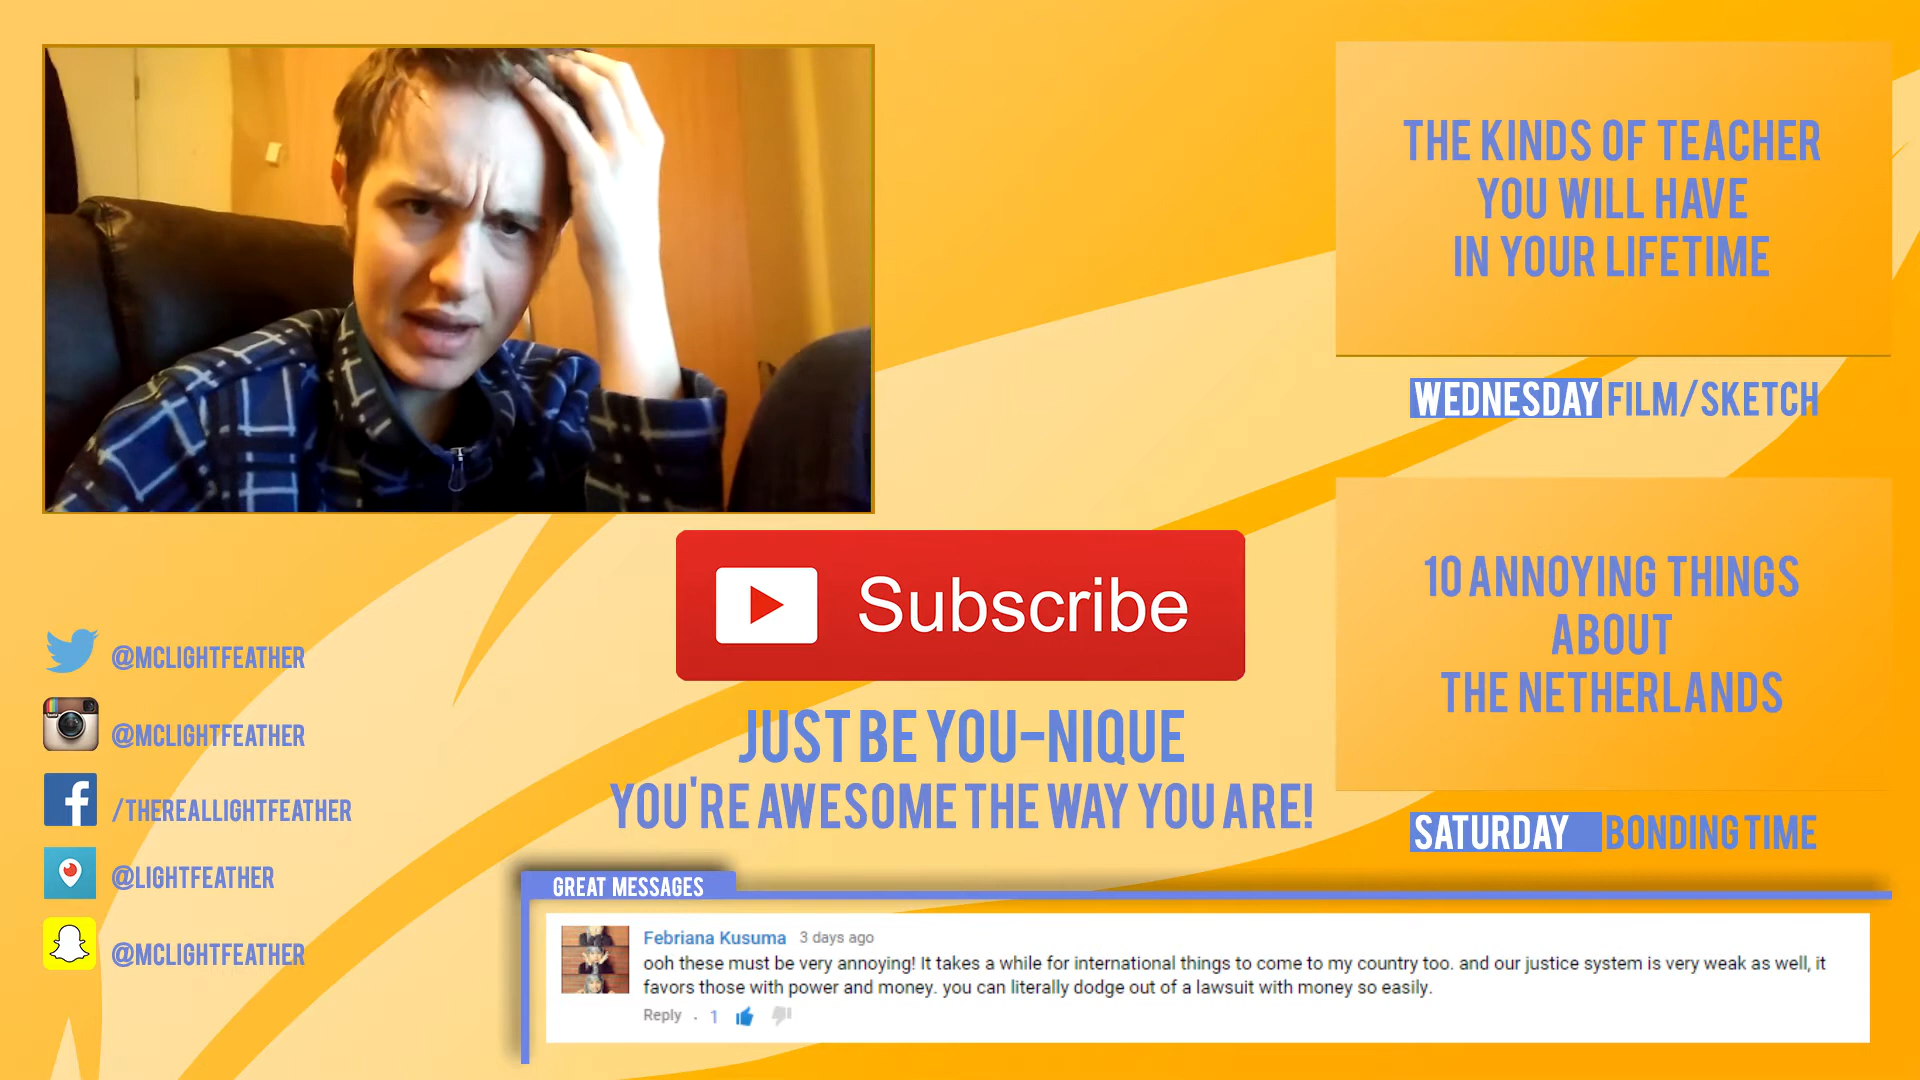 THE KINDS OF TEACHER
YOU WILL HAVE
IN YOUR LIFETIME
WEDNESDAY FILM/SKETCH
10 ANNOYING THINGS
ABOUT
THE NETHERLANDS
SATURDAY BONDING TIME
Subscribe
JUST BE YOU-NIQUE
YOU'RE AWESOME THE WAY YOU ARE!
@MCLIGHTFEATHER
@MCLIGHTFEATHER
/THEREALLIGHTFEATHER
@LIGHTFEATHER
@MCLIGHTFEATHER
GREAT MESSAGES
Febriana Kusuma 3 days ago
ooh these must be very annoying! It takes a while for international things to come to my country too. and our justice system is very weak as well, it
favors those with power and money. you can literally dodge out of a lawsuit with money so easily.
Reply · 1